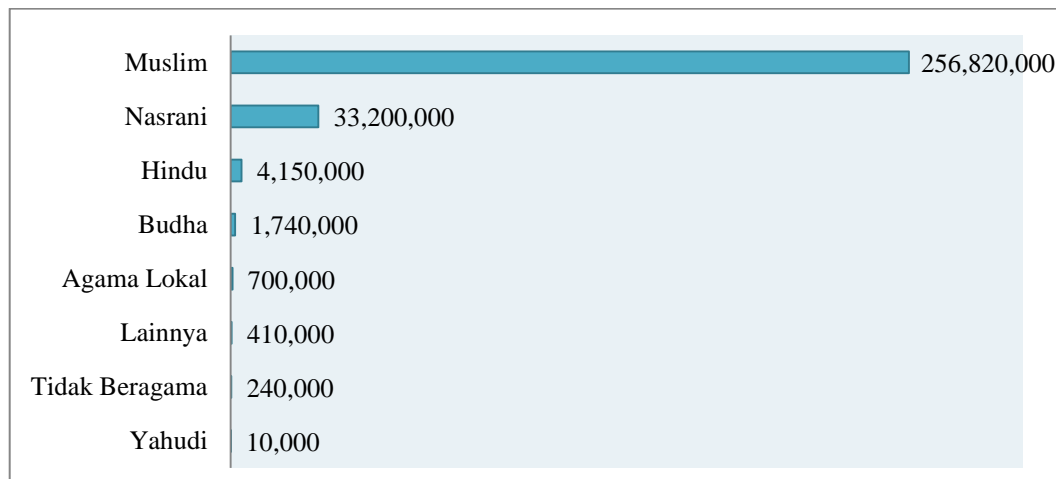 Muslim 256,820,000
Nasrani 33,200,000
Hindu 4,150,000
Budha 1,740,000
Agama Lokal 700,000
Lainnya 410,000
Tidak Beragama 240,000
Yahudi 10,000